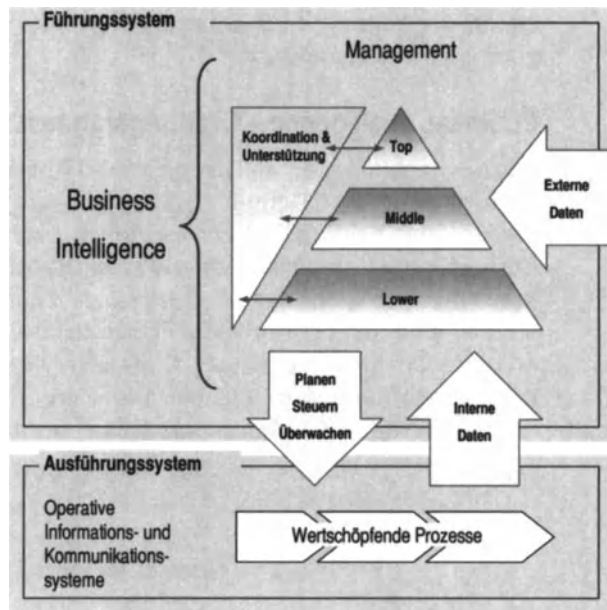 Führungssystem
Management
Koordination &
Unterstützung
Top
Externe
Daten
Business
Intelligence
Middle
Lower
Planen
Steuern
Überwachen
Interne
Daten
Ausführungssystem
Operative
Informations- und
Kommunikations-
systeme
Wertschöpfende Prozesse